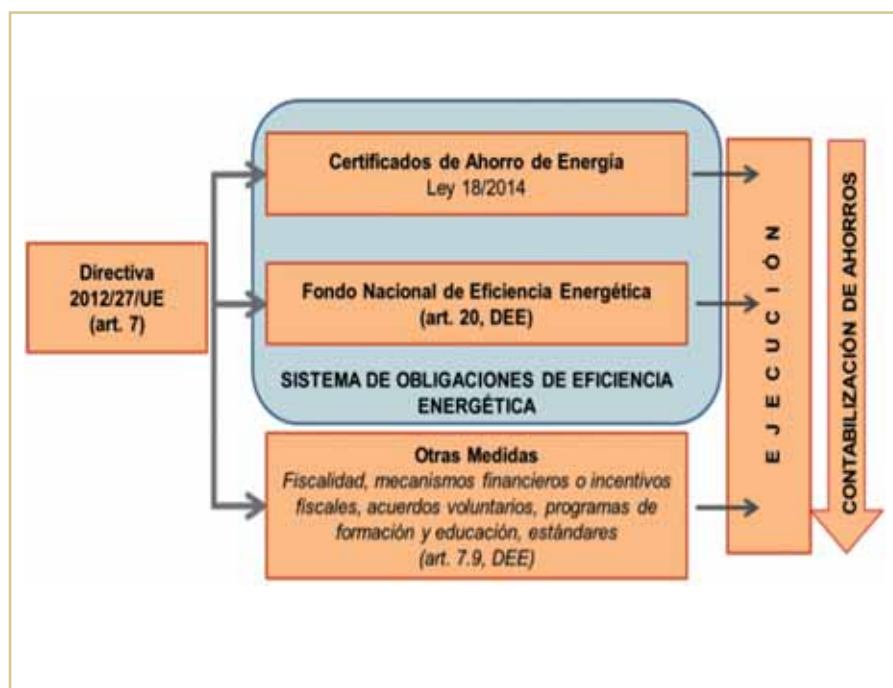 Directiva
2012/27/UE
(art. 7)
Certificados de Ahorro de Energía
Ley 18/2014
Fondo Nacional de Eficiencia Energética
(art. 20, DEE)
SISTEMA DE OBLIGACIONES DE EFICIENCIA
ENERGÉTICA
Otras Medidas
Fiscalidad, mecanismos financieros o incentivos
fiscales, acuerdos voluntarios, programas de
formación y educación, estándares
(art. 7.9, DEE)
EJECUCIÓN
CONTABILIZACIÓN DE AHORROS